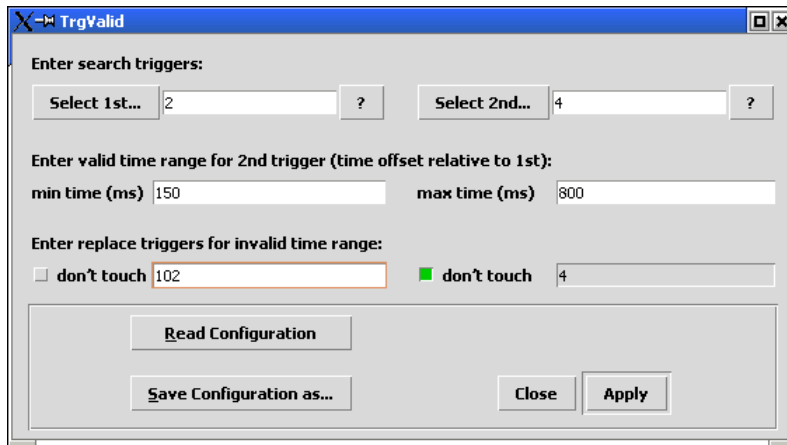 TrgValid
Enter search triggers:
Select 1st... 2 ? Select 2nd... 4 ?
Enter valid time range for 2nd trigger (time offset relative to 1st):
min time (ms) 150 max time (ms) 800
Enter replace triggers for invalid time range:
don't touch 102 don't touch 4
Read Configuration
Save Configuration as... Close Apply